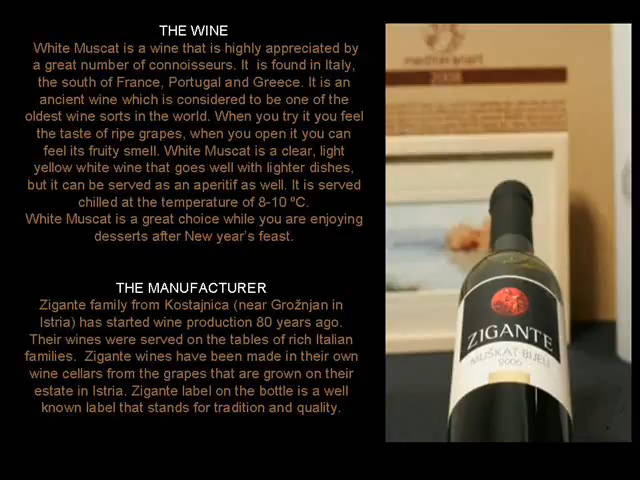 THE WINE
White Muscat is a wine that is highly appreciated by
a great number of connoisseurs. It is found in Italy,
the south of France, Portugal and Greece. It is an
ancient wine which is considered to be one of the
oldest wine sorts in the world. When you try it you feel
the taste of ripe grapes, when you open it you can
feel its fruity smell. White Muscat is a clear, light
yellow white wine that goes well with lighter dishes,
but it can be served as an aperitif as well. It is served
chilled at the temperature of 8-10 ºC.
White Muscat is a great choice while you are enjoying
desserts after New year's feast.
THE MANUFACTURER
Zigante family from Kostajnica (near Grožnjan in
Istria) has started wine production 80 years ago.
Their wines were served on the tables of rich Italian
families. Zigante wines have been made in their own
wine cellars from the grapes that are grown on their
estate in Istria. Zigante label on the bottle is a well
known label that stands for tradition and quality.
2008
ZIGANTE
MUŠKAT BIJELI
2006